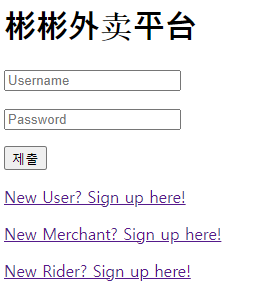 彬彬外卖平台
Username
Password
제출
New User? Sign up here!
New Merchant? Sign up here!
New Rider? Sign up here!